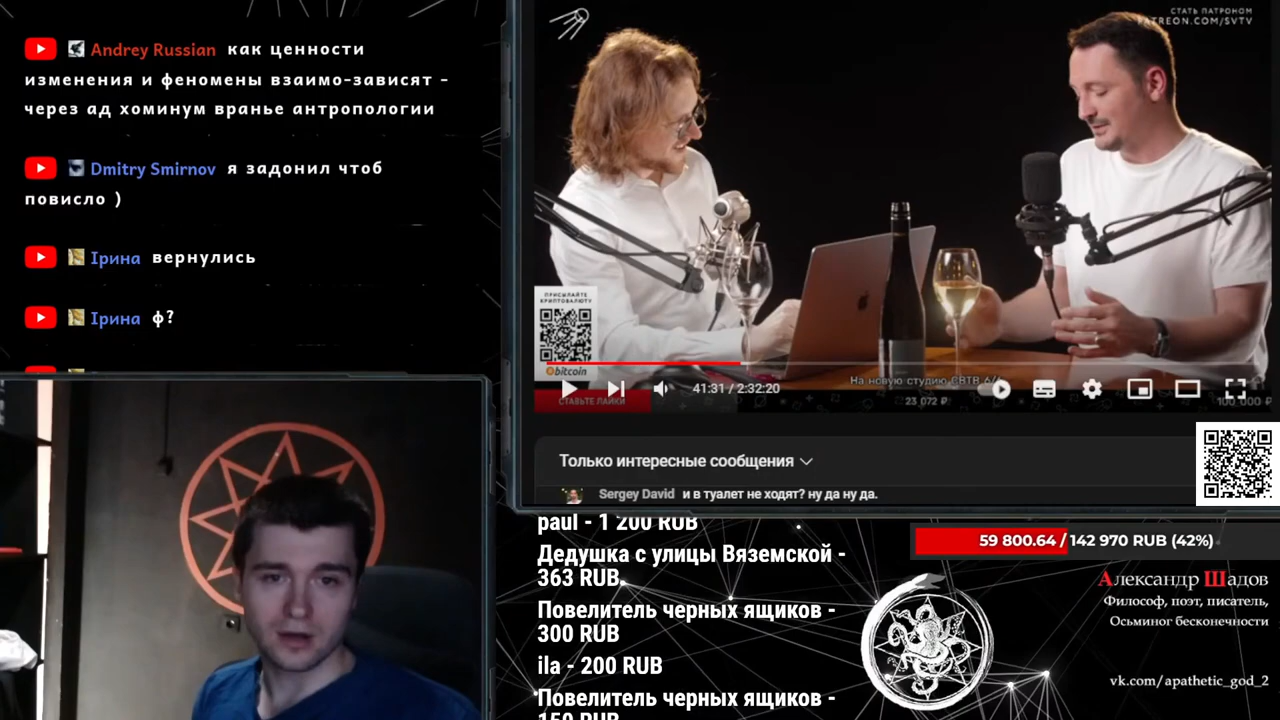 Andrey Russian как ценности
изменения и феномены взаимо-зависят -
через ад хоминум вранье антропологии
Dmitry Smirnov я задонил чтоб
повисло )
Ірина вернулись
Ірина ф?
СТАТЬ ПАТРОНОМ
PATREON.COM/SVTV
ПРИСЫЛАЙТЕ
КРИПТОВАЛЮТУ
bitcoin
СТАВЬТЕ ЛАЙКИ
41:31 / 2:32:20
На новую студию СВТВ 6/
23 072 ₽
100 000 ₽
Только интересные сообщения
Sergey David и в туалет не ходят? ну да ну да.
paul - 1 200 RUB
Дедушка с улицы Вяземской -
363 RUB
Повелитель черных ящиков -
300 RUB
ila - 200 RUB
Повелитель черных ящиков -
150 RUB
59 800.64 / 142 970 RUB (42%)
Александр Шадов
Философ, поэт, писатель,
Осьминог бесконечности
vk.com/apathetic_god_2